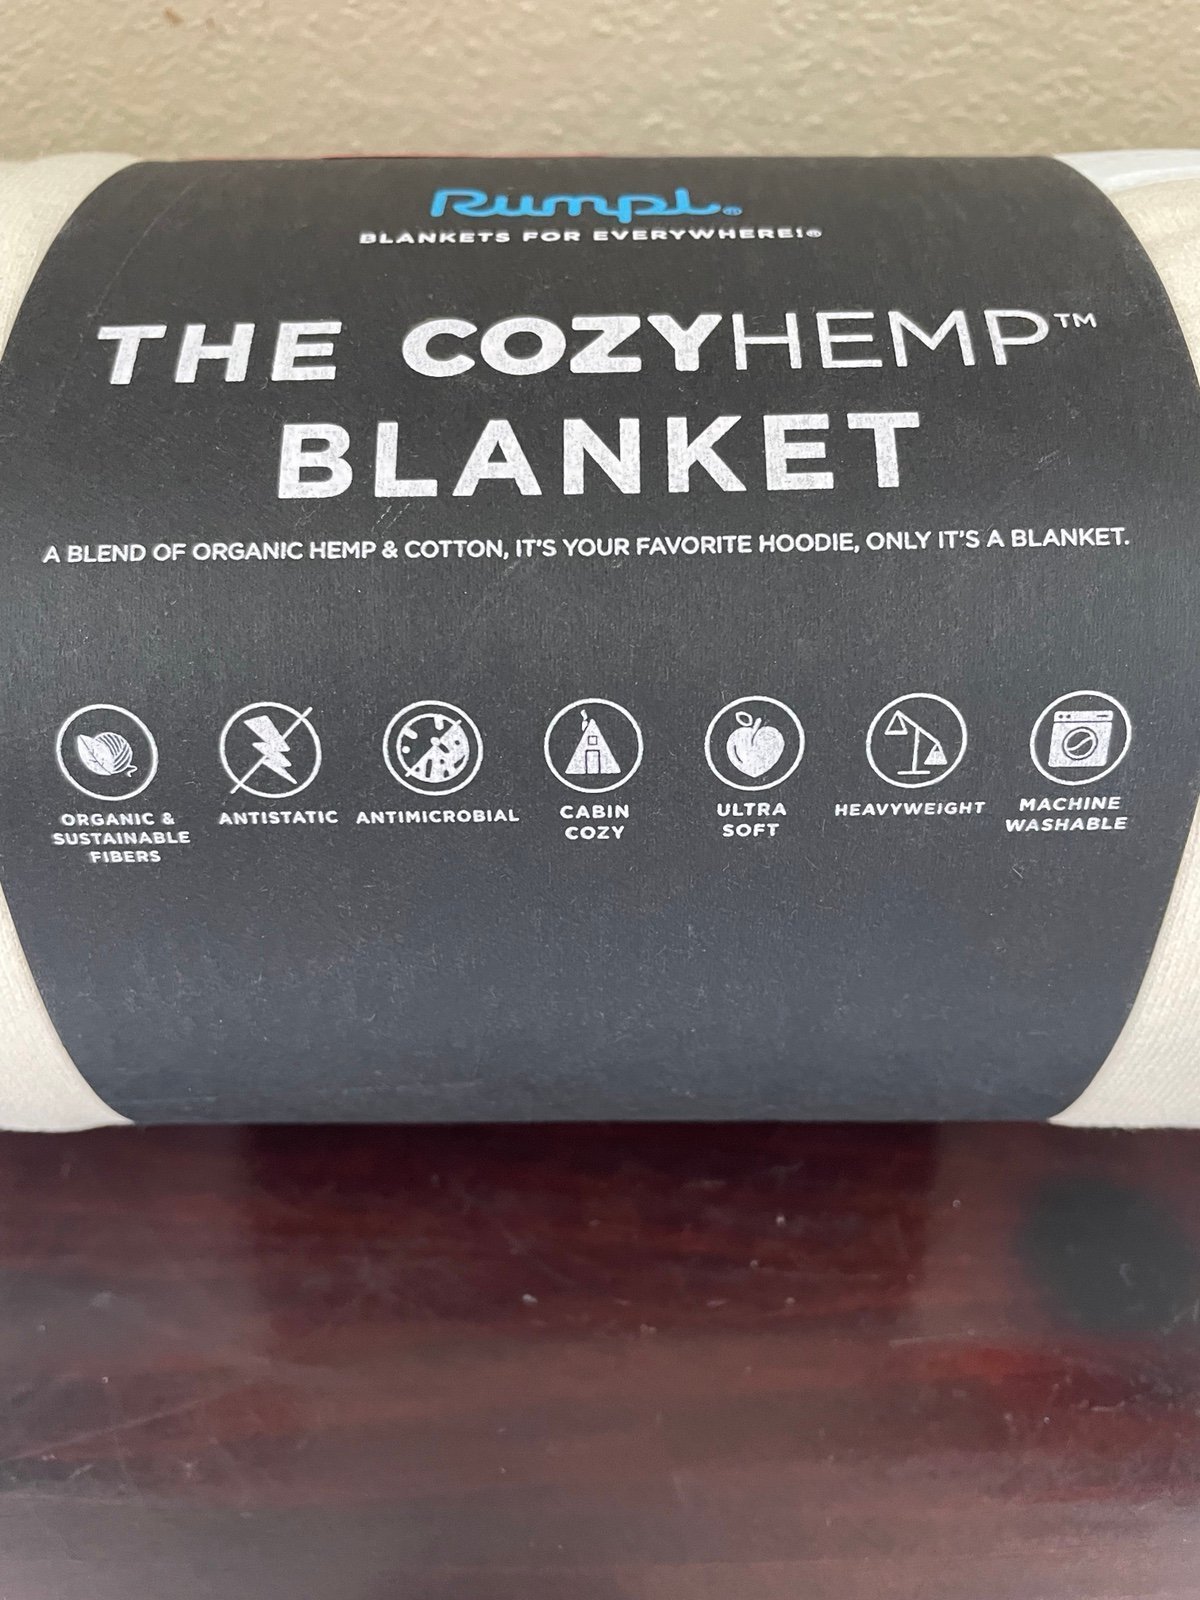 Rumpl®
BLANKETS FOR EVERYWHERE!®
THE COZYHEMP™
BLANKET
A BLEND OF ORGANIC HEMP & COTTON, IT'S YOUR FAVORITE HOODIE, ONLY IT'S A BLANKET.
ORGANIC &
SUSTAINABLE
FIBERS
ANTISTATIC
ANTIMICROBIAL
CABIN
COZY
ULTRA
SOFT
HEAVYWEIGHT
MACHINE
WASHABLE